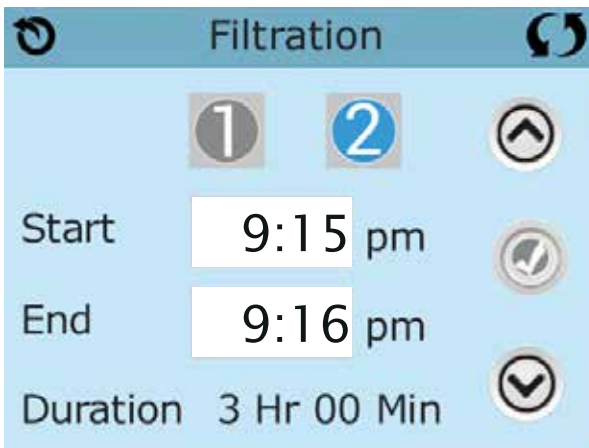 Filtration
1 2
Start 9:15 pm
End 9:16 pm
Duration 3 Hr 00 Min